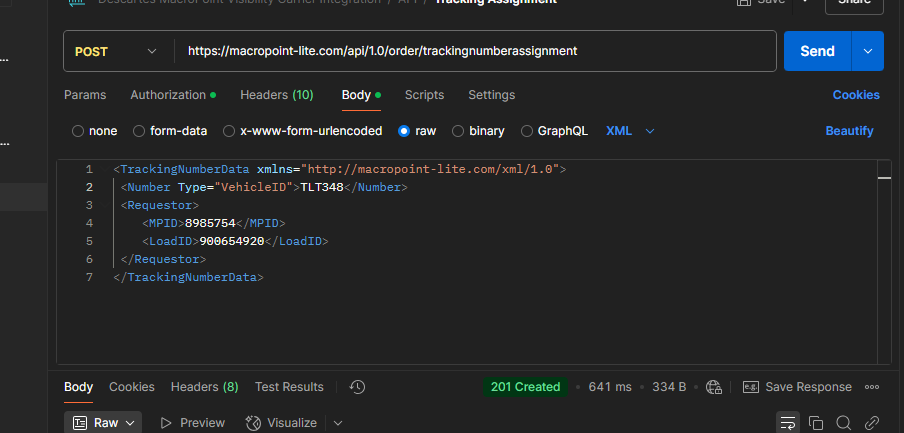 Descartes MacroPoint Visibility Carrier Integration / API / Tracking Assignment Save Share
POST https://macropoint-lite.com/api/1.0/order/trackingnumberassignment Send
Params Authorization Headers (10) Body Scripts Settings Cookies
none form-data x-www-form-urlencoded raw binary GraphQL XML Beautify
1 <TrackingNumberData xmlns="http://macropoint-lite.com/xml/1.0">
2 <Number Type="VehicleID">TLT348</Number>
3 <Requestor>
4 <MPID>8985754</MPID>
5 <LoadID>900654920</LoadID>
6 </Requestor>
7 </TrackingNumberData>
Body Cookies Headers (8) Test Results 201 Created 641 ms 334 B e.g. Save Response
Raw Preview Visualize